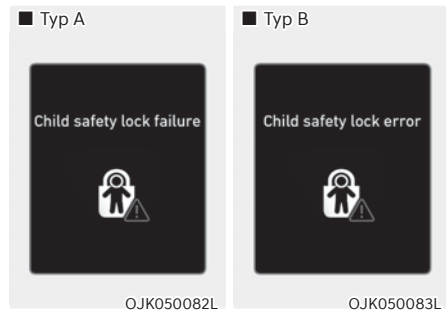 ■ Typ A
Child safety lock failure
OJK050082L
■ Typ B
Child safety lock error
OJK050083L